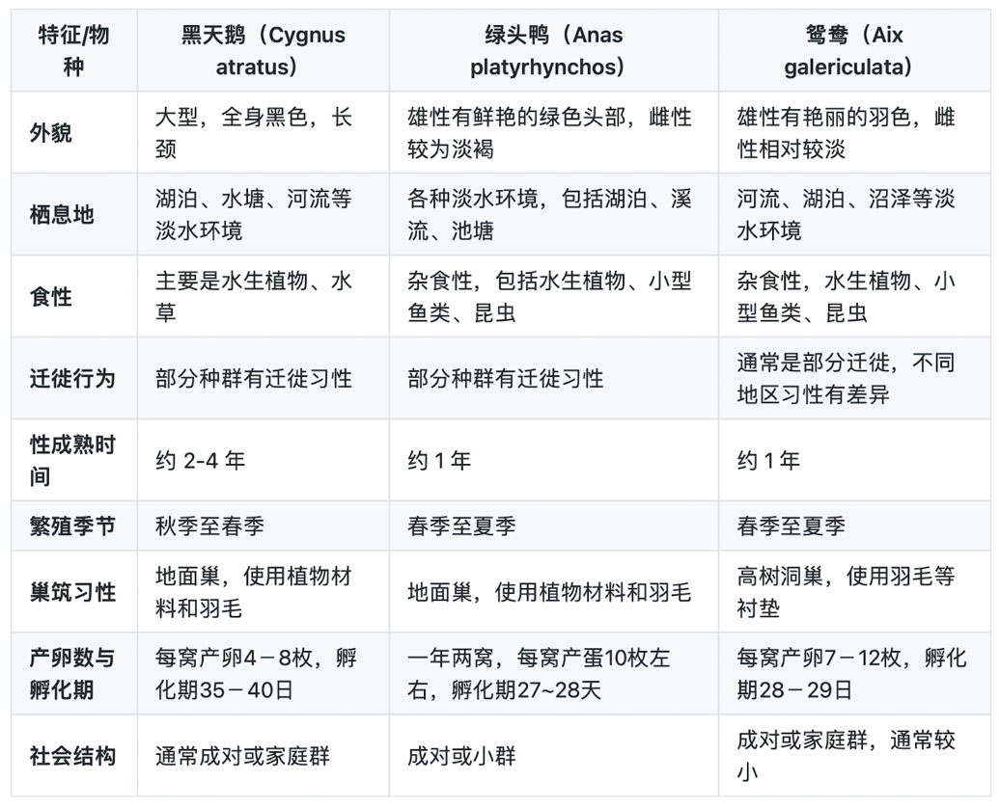 特征/物
种
黑天鹅（Cygnus
atratus）
绿头鸭（Anas
platyrhynchos）
鸳鸯（Aix
galericulata）
外貌
大型，全身黑色，长
颈
雄性有鲜艳的绿色头部，雌性
较为淡褐
雄性有艳丽的羽色，雌
性相对较淡
栖息地
湖泊、水塘、河流等
淡水环境
各种淡水环境，包括湖泊、溪
流、池塘
河流、湖泊、沼泽等淡
水环境
食性
主要是水生植物、水
草
杂食性，包括水生植物、小型
鱼类、昆虫
杂食性，水生植物、小
型鱼类、昆虫
迁徙行为
部分种群有迁徙习性
部分种群有迁徙习性
通常是部分迁徙，不同
地区习性有差异
性成熟时
间
约 2-4 年
约 1 年
约 1 年
繁殖季节
秋季至春季
春季至夏季
春季至夏季
巢筑习性
地面巢，使用植物材
料和羽毛
地面巢，使用植物材料和羽毛
高树洞巢，使用羽毛等
衬垫
产卵数与
孵化期
每窝产卵4－8枚，孵
化期35－40日
一年两窝，每窝产蛋10枚左
右，孵化期27~28天
每窝产卵7－12枚，孵化
期28－29日
社会结构
通常成对或家庭群
成对或小群
成对或家庭群，通常较
小